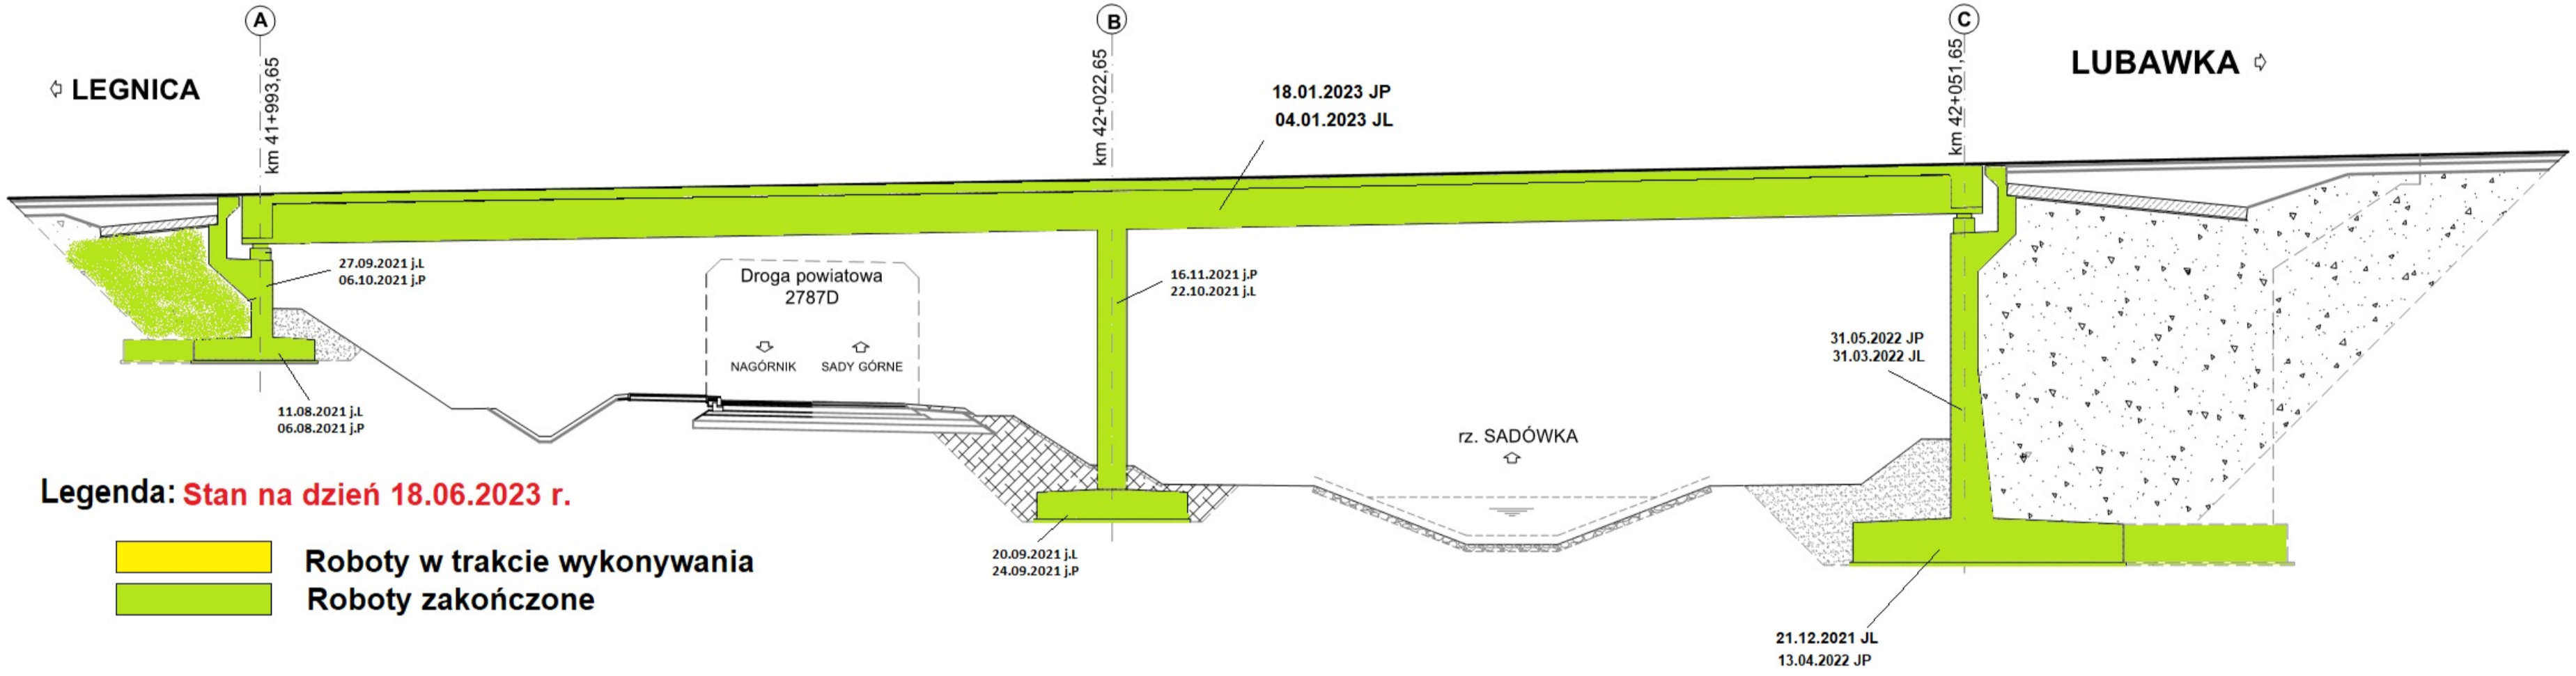 A
B
C
km 41+993,65
km 42+022,65
km 42+051,65
LEGNICA
LUBAWKA
18.01.2023 JP
04.01.2023 JL
27.09.2021 j.L
06.10.2021 j.P
Droga powiatowa
2787D
NAGÓRNIK SADY GÓRNE
16.11.2021 j.P
22.10.2021 j.L
31.05.2022 JP
31.03.2022 JL
11.08.2021 j.L
06.08.2021 j.P
rz. SADÓWKA
Legenda: Stan na dzień 18.06.2023 r.
Roboty w trakcie wykonywania
Roboty zakończone
20.09.2021 j.L
24.09.2021 j.P
21.12.2021 JL
13.04.2022 JP